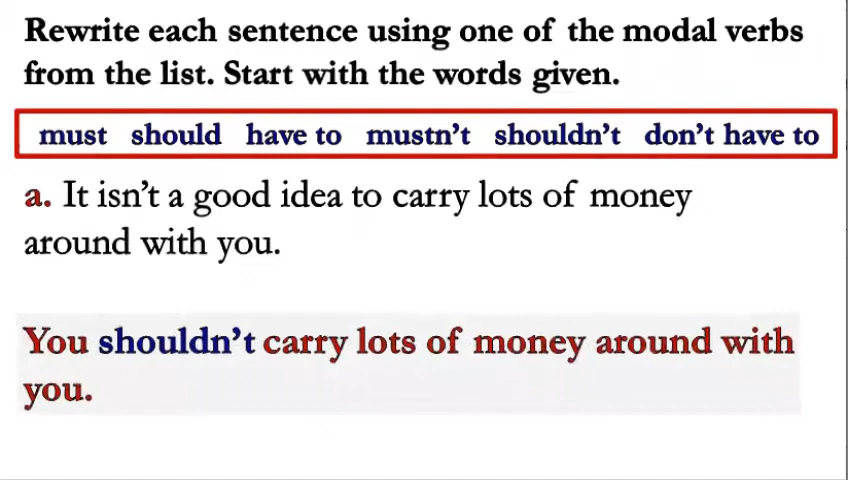 Rewrite each sentence using one of the modal verbs
from the list. Start with the words given.
must should have to mustn't shouldn't don't have to
a. It isn't a good idea to carry lots of money
around with you.
You shouldn't carry lots of money around with
you.